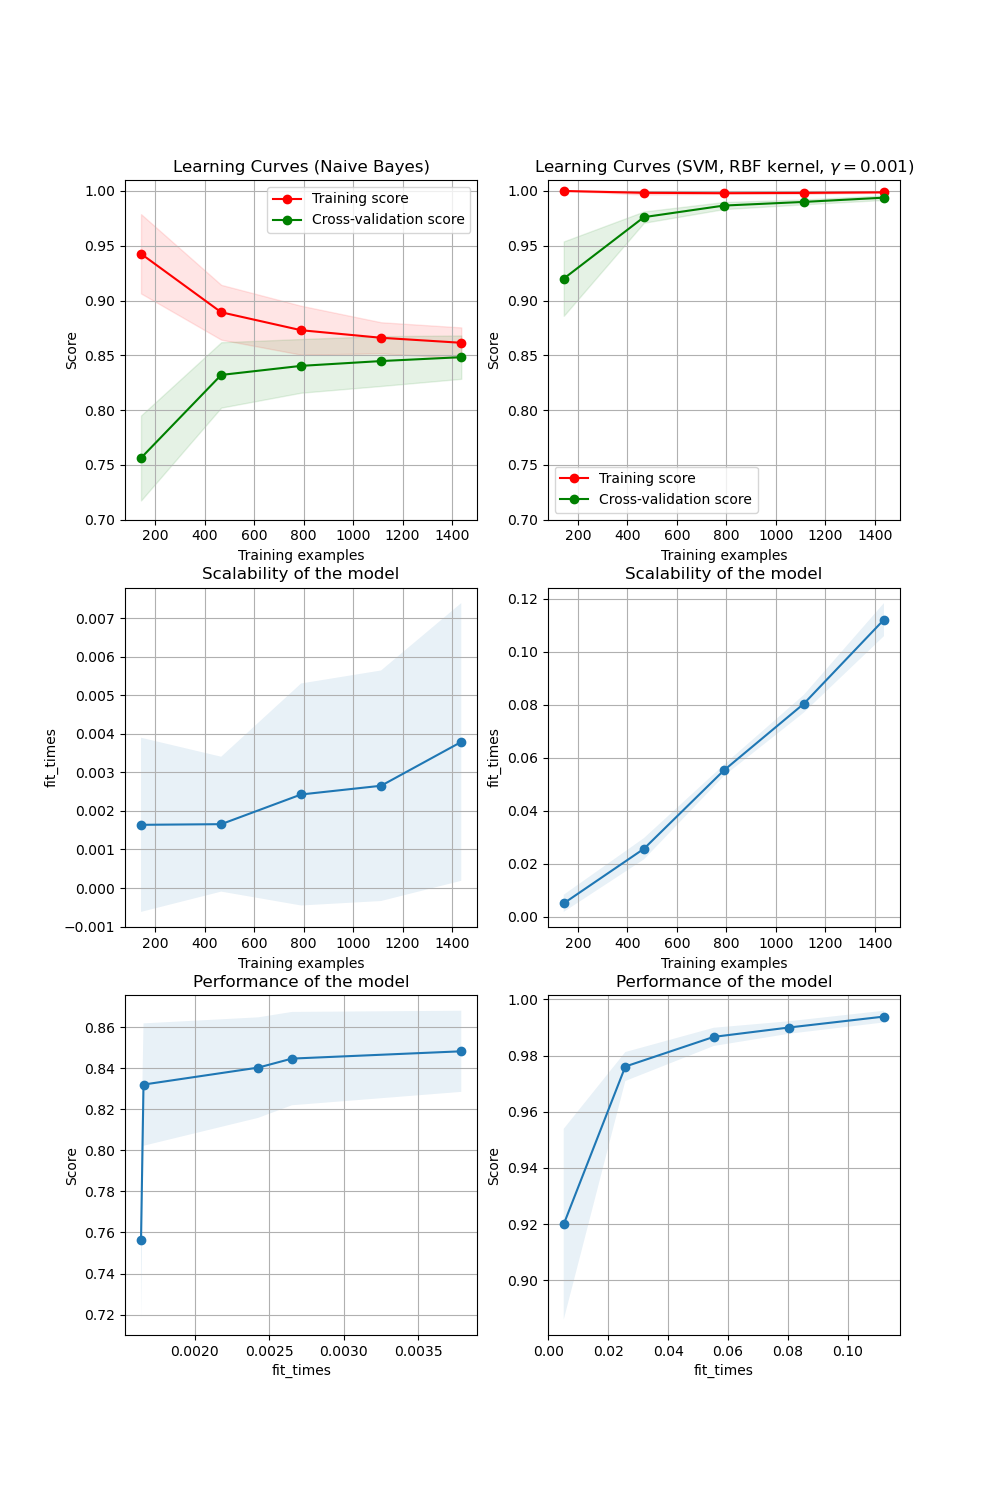 Learning Curves (Naive Bayes)
1.00
0.95
0.90
0.85
0.80
0.75
0.70
Score
Training score
Cross-validation score
200 400 600 800 1000 1200 1400
Training examples
Learning Curves (SVM, RBF kernel, γ = 0.001)
1.00
0.95
0.90
0.85
0.80
0.75
0.70
Score
Training score
Cross-validation score
200 400 600 800 1000 1200 1400
Training examples
Scalability of the model
0.007
0.006
0.005
0.004
0.003
0.002
0.001
0.000
−0.001
fit_times
200 400 600 800 1000 1200 1400
Training examples
Scalability of the model
0.12
0.10
0.08
0.06
0.04
0.02
0.00
fit_times
200 400 600 800 1000 1200 1400
Training examples
Performance of the model
0.86
0.84
0.82
0.80
0.78
0.76
0.74
0.72
Score
0.0020 0.0025 0.0030 0.0035
fit_times
Performance of the model
1.00
0.98
0.96
0.94
0.92
0.90
Score
0.00 0.02 0.04 0.06 0.08 0.10
fit_times